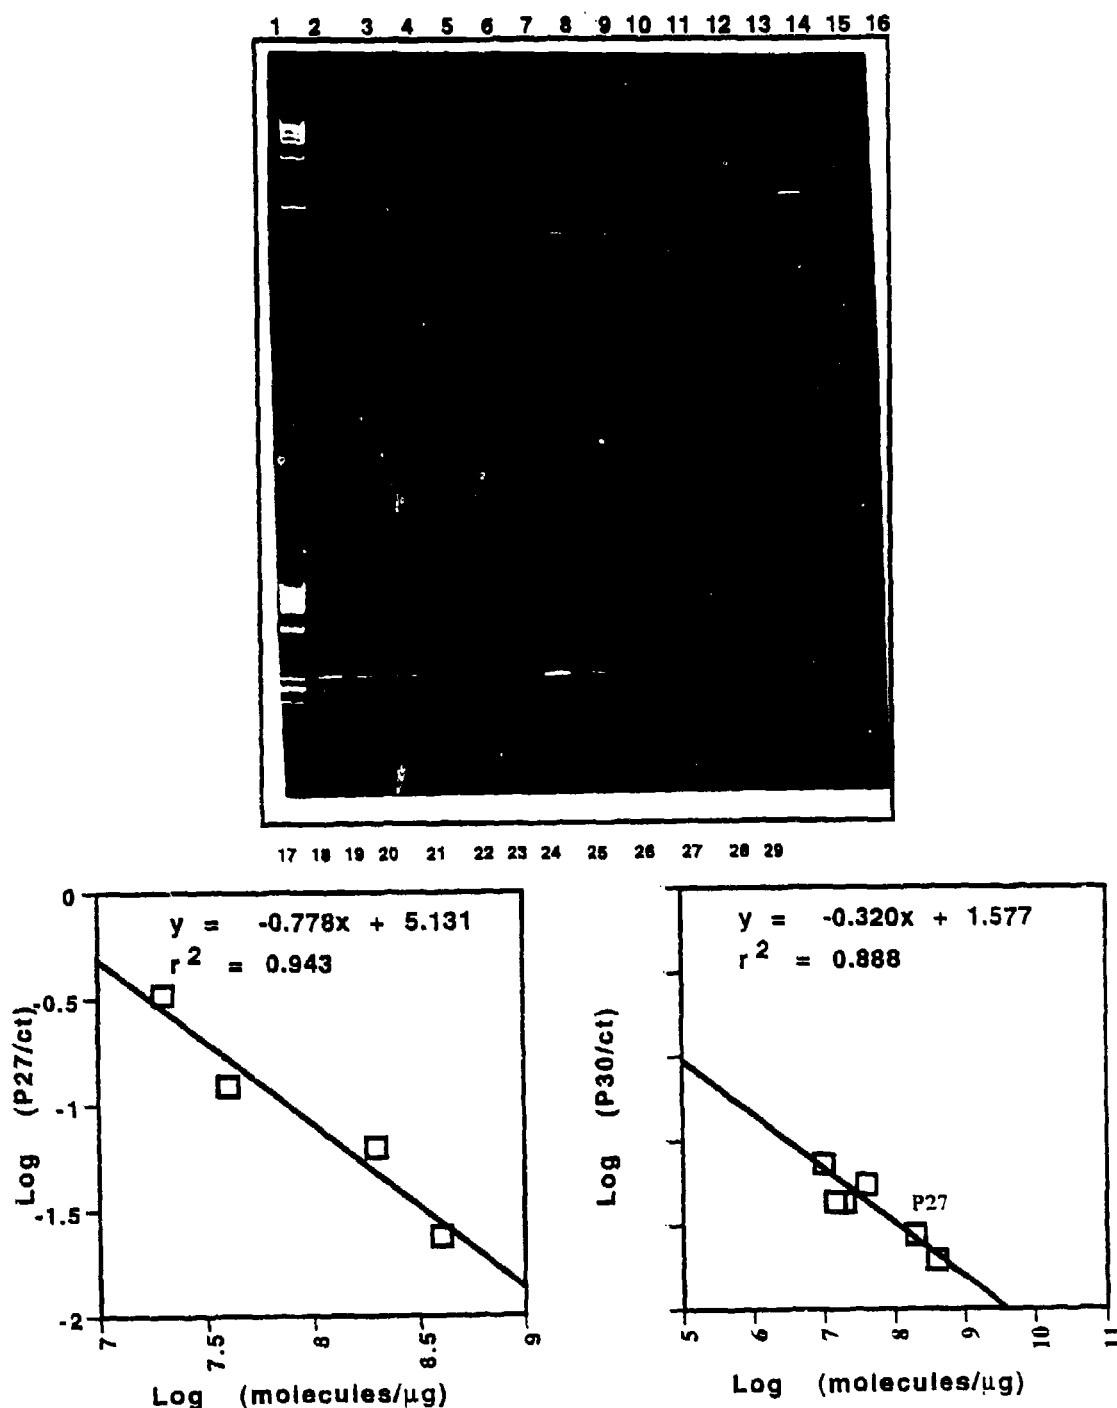 1 2 3 4 5 6 7 8 9 10 11 12 13 14 15 16
17 18 19 20 21 22 23 24 25 26 27 28 29
y = -0.778x + 5.131
r 2 = 0.943
Log (P27/ct)
0
-0.5
-1
-1.5
-2
7 7.5 8 8.5 9
Log (molecules/µg)
y = -0.320x + 1.577
r 2 = 0.888
Log (P30/ct)
P27
5 6 7 8 9 10 11
Log (molecules/µg)